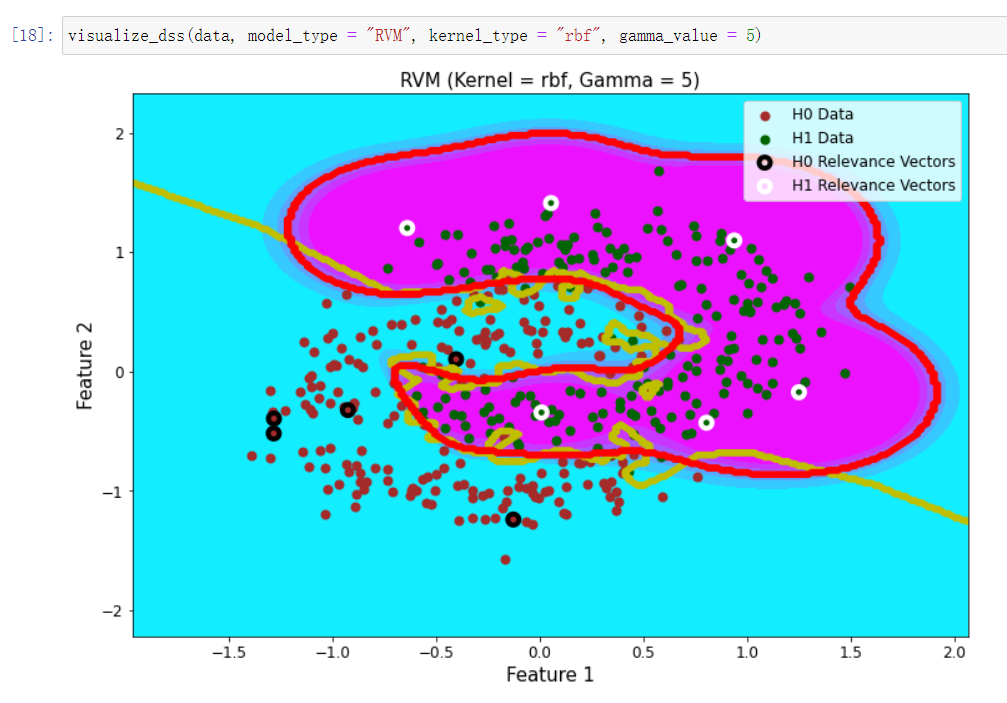 [18]: visualize_dss(data, model_type = "RVM", kernel_type = "rbf", gamma_value = 5)
RVM (Kernel = rbf, Gamma = 5)
H0 Data
H1 Data
H0 Relevance Vectors
H1 Relevance Vectors
2
1
0
−1
−2
Feature 2
−1.5 −1.0 −0.5 0.0 0.5 1.0 1.5 2.0
Feature 1